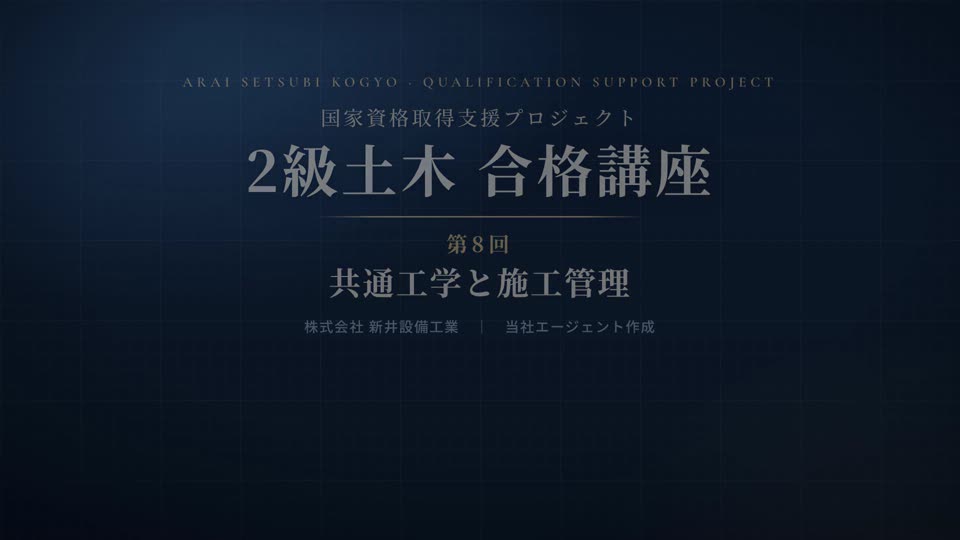 ARAI SETSUBI KOGYO · QUALIFICATION SUPPORT PROJECT
国家資格取得支援プロジェクト
2級土木 合格講座
第8回
共通工学と施工管理
株式会社 新井設備工業 | 当社エージェント作成